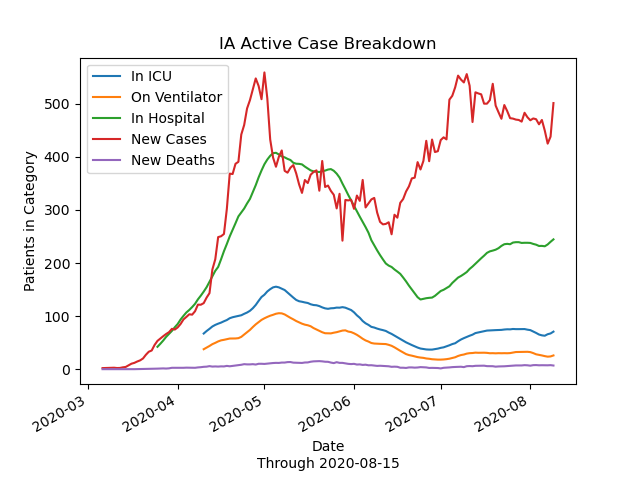 IA Active Case Breakdown
In ICU
On Ventilator
In Hospital
New Cases
New Deaths
Patients in Category
500
400
300
200
100
0
2020-03
2020-04
2020-05
2020-06
2020-07
2020-08
Date
Through 2020-08-15